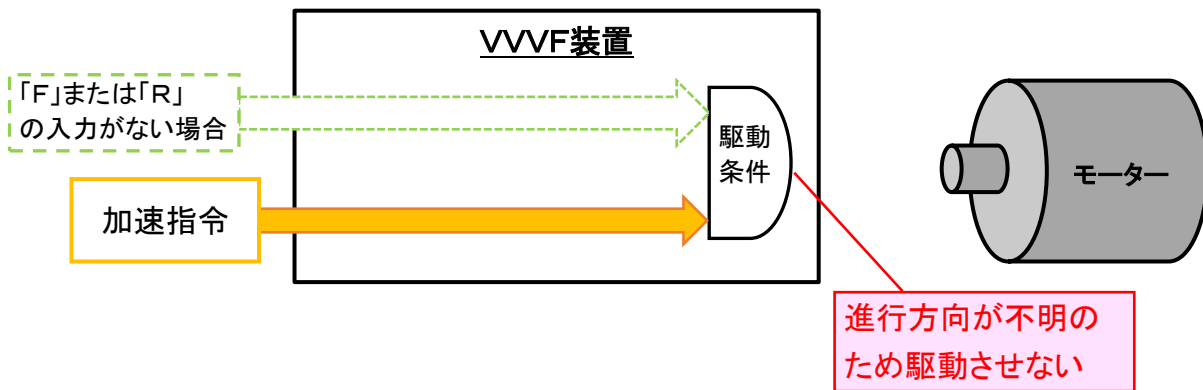 VVVF装置
「F」または「R」
の入力がない場合
駆動
条件
加速指令
モーター
進行方向が不明の
ため駆動させない